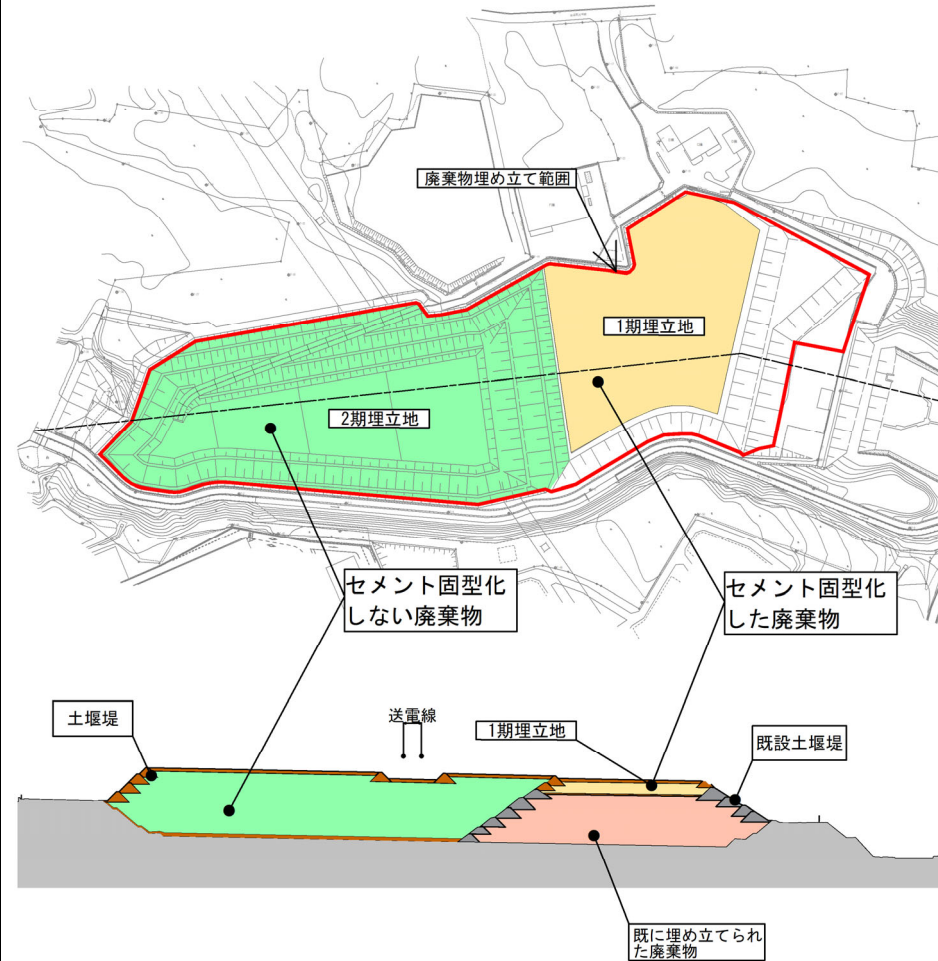 廃棄物埋め立て範囲
1期埋立地
2期埋立地
セメント固型化
しない廃棄物
セメント固型化
した廃棄物
土堰堤
送電線
1期埋立地
既設土堰堤
既に埋め立てられ
た廃棄物